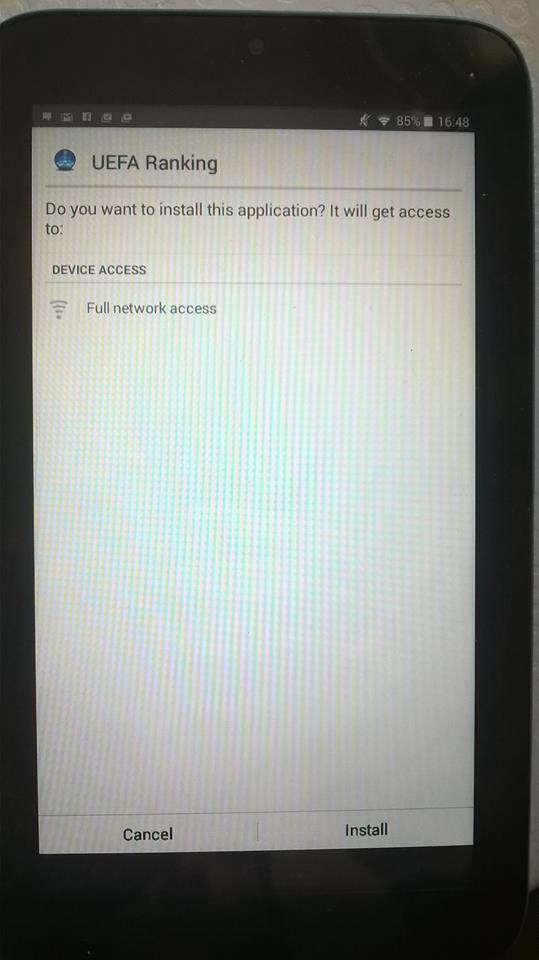 85% 16:48
UEFA Ranking
Do you want to install this application? It will get access
to:
DEVICE ACCESS
Full network access
Cancel Install